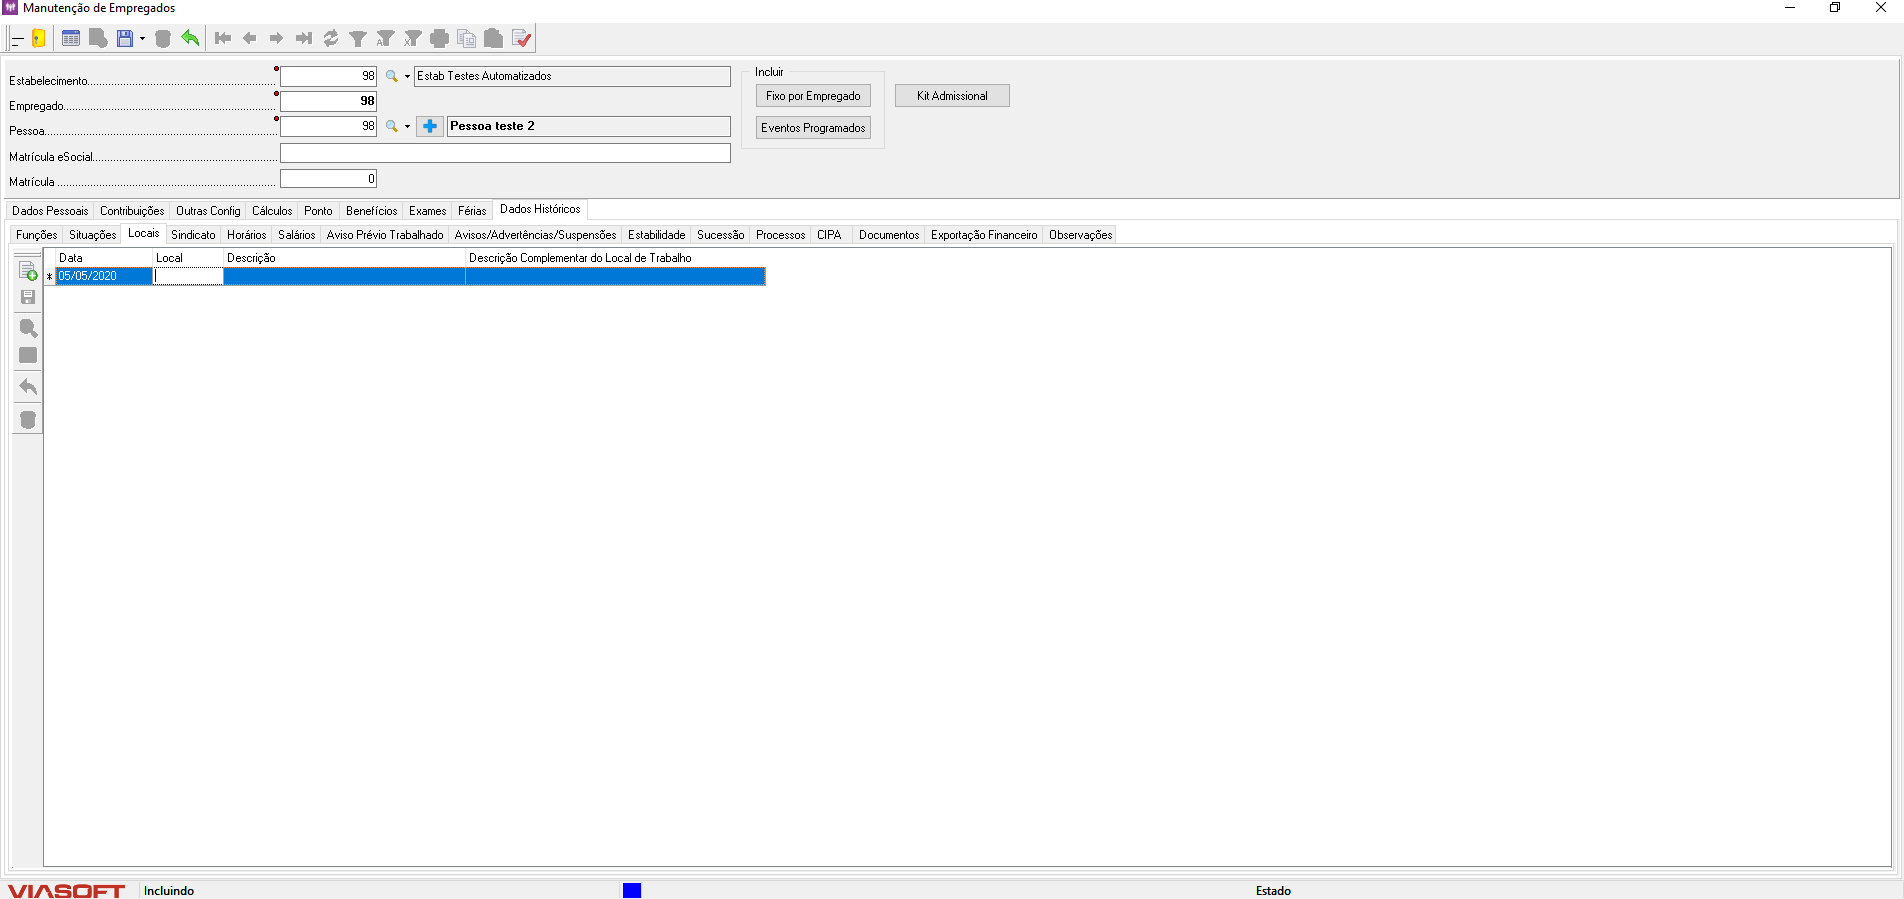 Manutenção de Empregados
Estabelecimento 98 Estab Testes Automatizados
Empregado 98
Pessoa 98 Pessoa teste 2
Matrícula eSocial
Matrícula 0
Incluir
Fixo por Empregado
Eventos Programados
Kit Admissional
Dados Pessoais Contribuições Outras Config Cálculos Ponto Benefícios Exames Férias Dados Históricos
Funções Situações Locais Sindicato Horários Salários Aviso Prévio Trabalhado Avisos/Advertências/Suspensões Estabilidade Sucessão Processos CIPA Documentos Exportação Financeiro Observações
Data Local Descrição Descrição Complementar do Local de Trabalho
* 05/05/2020
VIASOFT Incluindo Estado